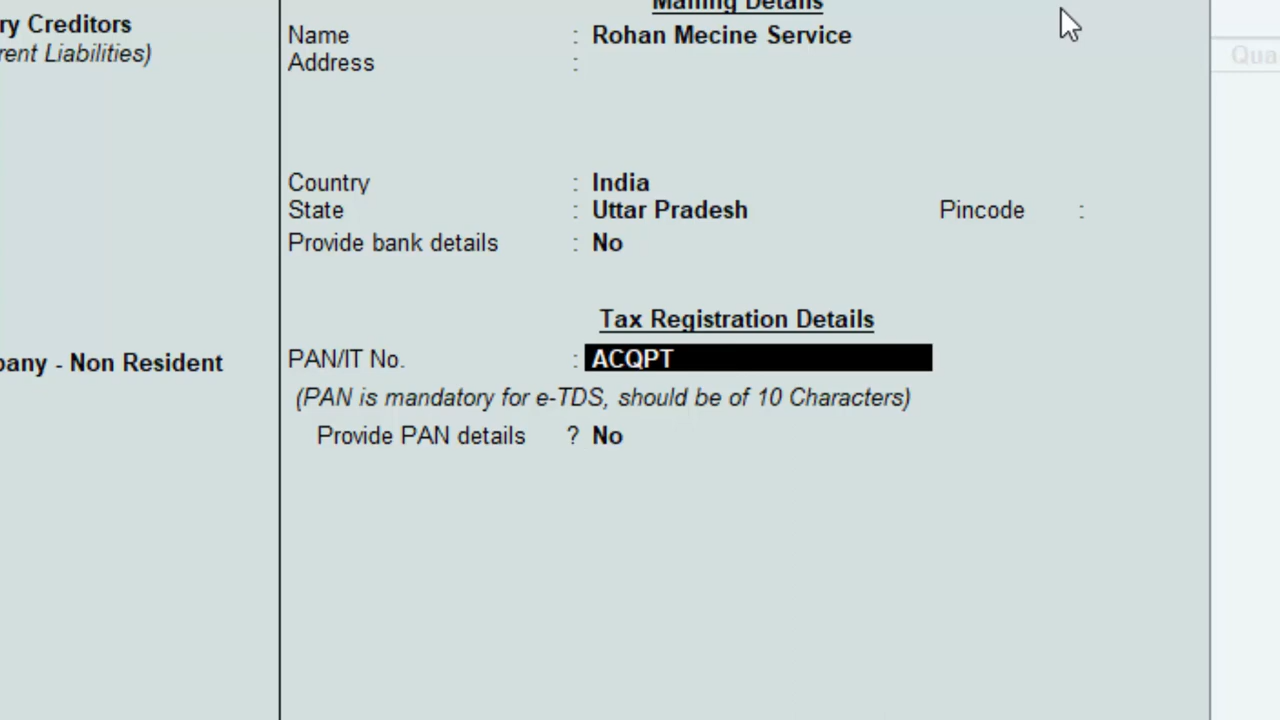 Mailing Details
ry Creditors
rent Liabilities)
Name : Rohan Mecine Service
Address :
Country : India
State : Uttar Pradesh Pincode :
Provide bank details : No
Tax Registration Details
pany - Non Resident
PAN/IT No. : ACQPT
(PAN is mandatory for e-TDS, should be of 10 Characters)
Provide PAN details ? No
Qua